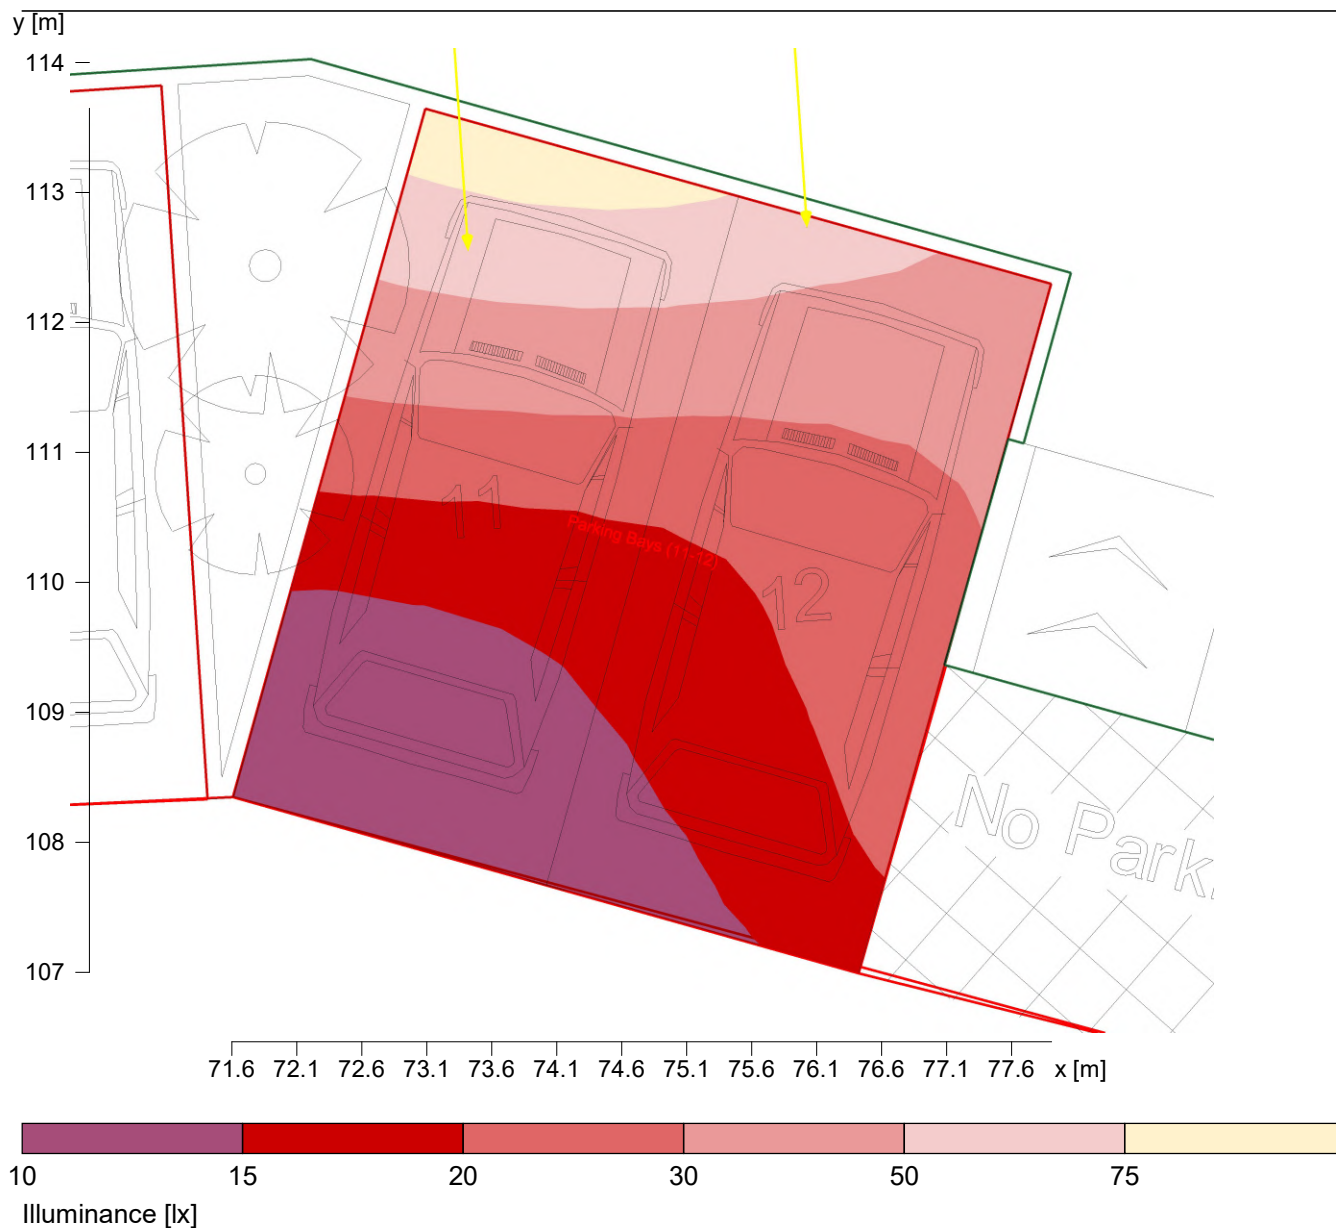 y [m]
114
113
112
111
110
109
108
107
11
Parking Bays (11-12)
12
No Park.
71.6 72.1 72.6 73.1 73.6 74.1 74.6 75.1 75.6 76.1 76.6 77.1 77.6 x [m]
10 15 20 30 50 75
Illuminance [lx]